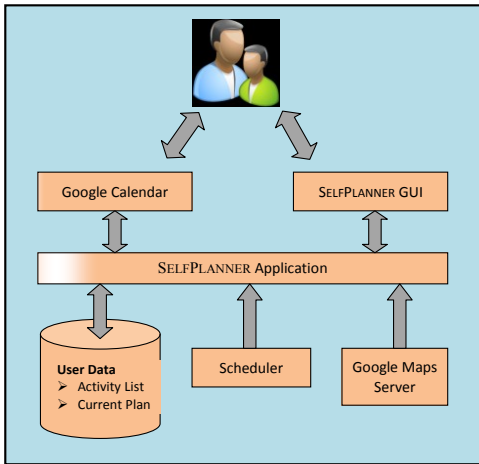 Google Calendar
SELFPLANNER GUI
SELFPLANNER Application
User Data
➢ Activity List
➢ Current Plan
Scheduler
Google Maps
Server